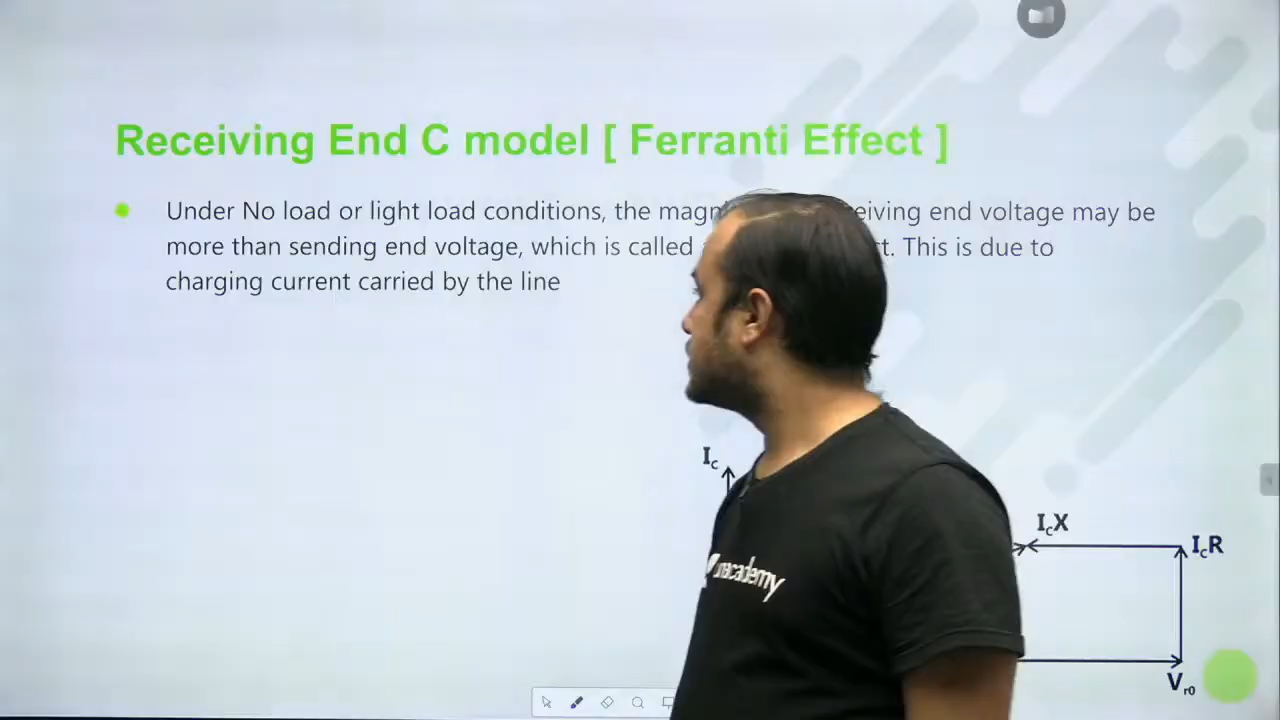 Receiving End C model [ Ferranti Effect ]
Under No load or light load conditions, the eiving end voltage may be
more than sending end voltage, which is called This is due to
charging current carried by the line
Ic
IcX
IcR
unacademy
Vr0